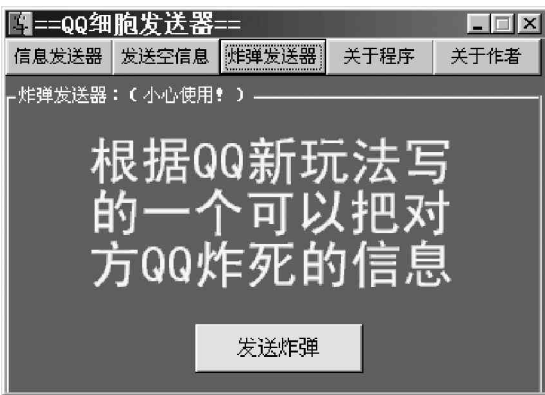 ==QQ细胞发送器==
信息发送器 发送空信息 炸弹发送器 关于程序 关于作者
炸弹发送器：(小心使用！)
根据QQ新玩法写
的一个可以把对
方QQ炸死的信息
发送炸弹